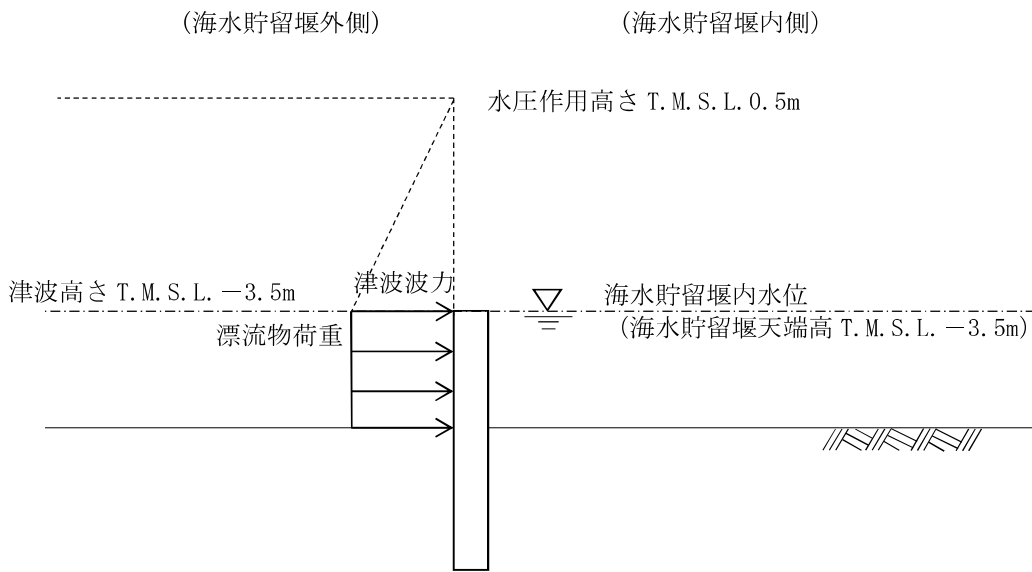 (海水貯留堰外側)
(海水貯留堰内側)
水圧作用高さ T.M.S.L.0.5m
津波高さ T.M.S.L.－3.5m
津波波力
漂流物荷重
海水貯留堰内水位
(海水貯留堰天端高 T.M.S.L.－3.5m)